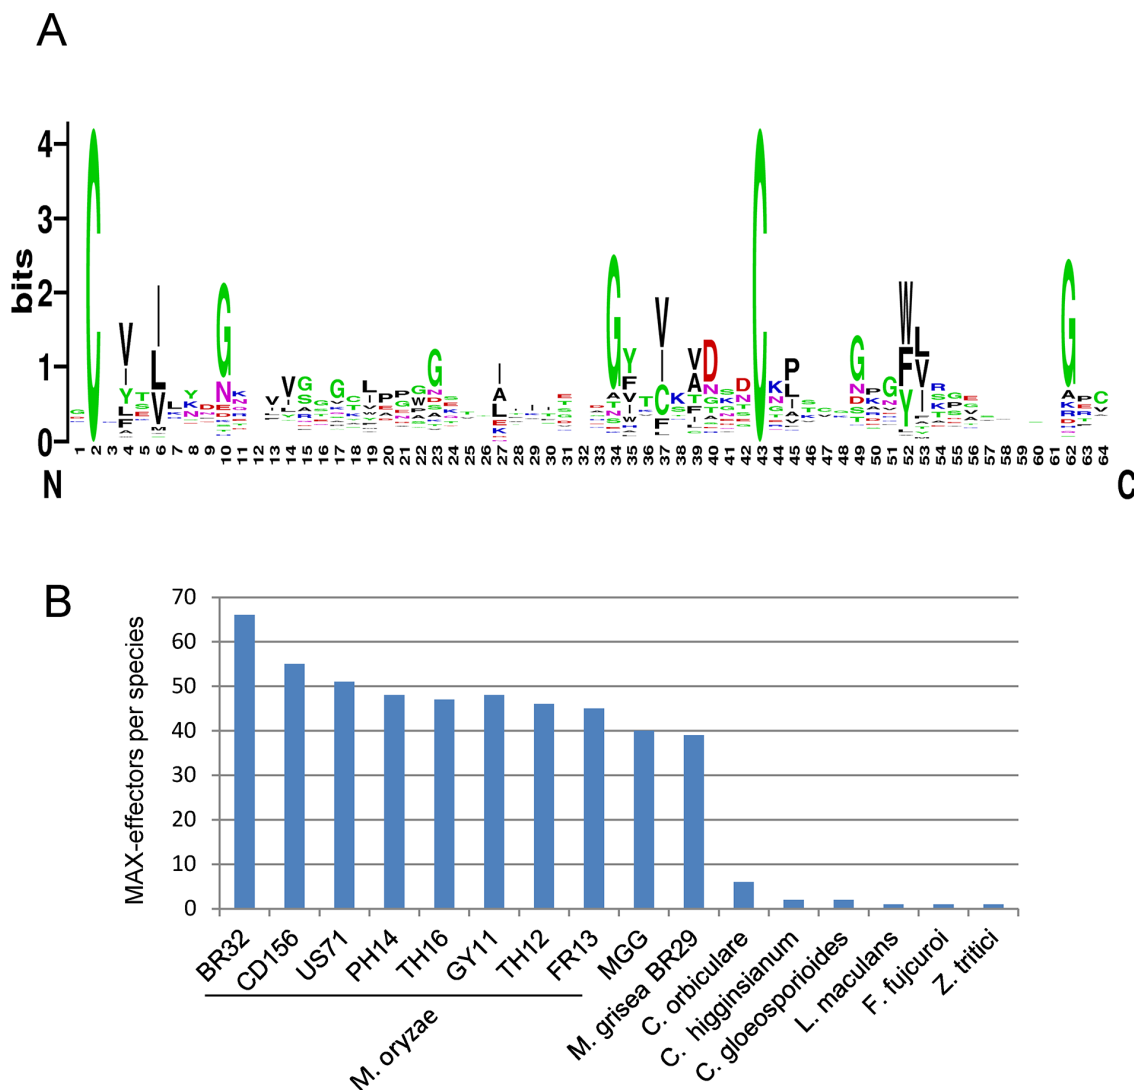 A
bits
4
3
2
1
0
1 2 3 4 5 6 7 8 9 10 11 12 13 14 15 16 17 18 19 20 21 22 23 24 25 26 27 28 29 30 31 32 33 34 35 36 37 38 39 40 41 42 43 44 45 46 47 48 49 50 51 52 53 54 55 56 57 58 59 60 61 62 63 64
N C
B
MAX-effectors per species
70
60
50
40
30
20
10
0
BR32 CD156 US71 PH14 TH16 GY11 TH12 FR13 MGG M. grisea BR29 C. orbiculare C. higginsianum C. gloeosporioides L. maculans F. fujcuroi Z. tritici
M. oryzae